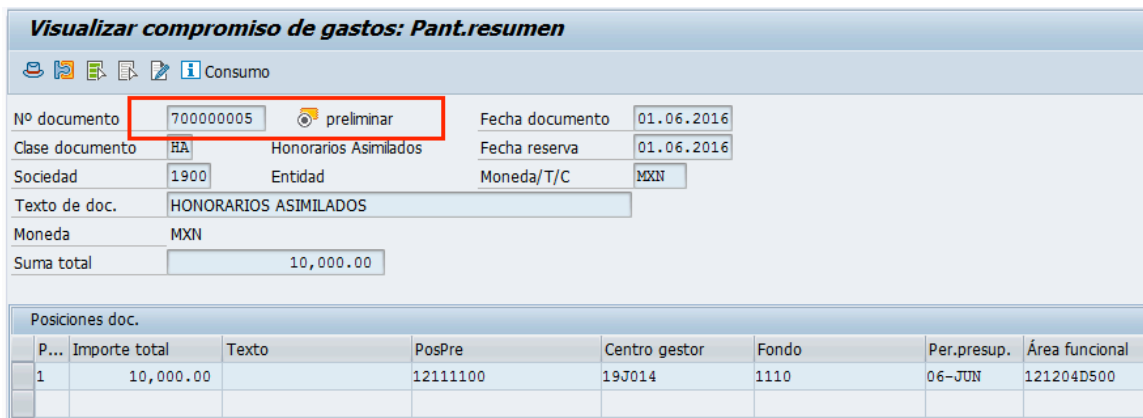 Visualizar compromiso de gastos: Pant.resumen
Consumo
Nº documento 700000005 preliminar Fecha documento 01.06.2016
Clase documento HA Honorarios Asimilados Fecha reserva 01.06.2016
Sociedad 1900 Entidad Moneda/T/C MXN
Texto de doc. HONORARIOS ASIMILADOS
Moneda MXN
Suma total 10,000.00
Posiciones doc.
P... Importe total Texto PosPre Centro gestor Fondo Per.presup. Área funcional
1 10,000.00 12111100 19J014 1110 06-JUN 121204D500